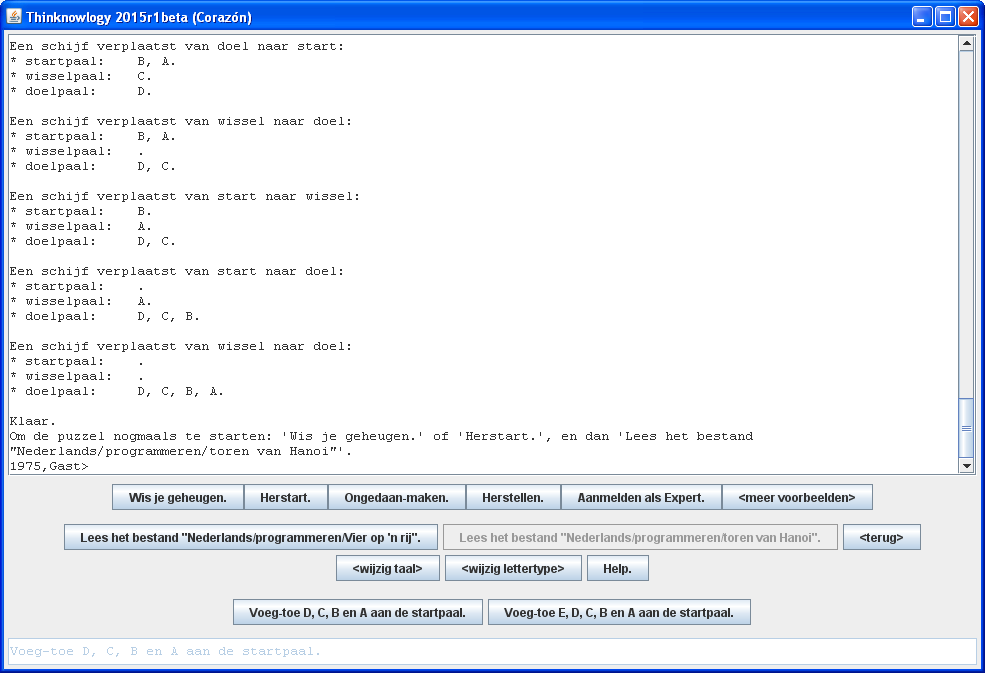 Thinknowlogy 2015r1beta (Corazón)
Een schijf verplaatst van doel naar start:
* startpaal: B, A.
* wisselpaal: C.
* doelpaal: D.
Een schijf verplaatst van wissel naar doel:
* startpaal: B, A.
* wisselpaal: .
* doelpaal: D, C.
Een schijf verplaatst van start naar wissel:
* startpaal: B.
* wisselpaal: A.
* doelpaal: D, C.
Een schijf verplaatst van start naar doel:
* startpaal: .
* wisselpaal: A.
* doelpaal: D, C, B.
Een schijf verplaatst van wissel naar doel:
* startpaal: .
* wisselpaal: .
* doelpaal: D, C, B, A.
Klaar.
Om de puzzel nogmaals te starten: 'Wis je geheugen.' of 'Herstart.', en dan 'Lees het bestand
"Nederlands/programmeren/toren van Hanoi"'.
1975,Gast>
Wis je geheugen. Herstart. Ongedaan-maken. Herstellen. Aanmelden als Expert. <meer voorbeelden>
Lees het bestand "Nederlands/programmeren/Vier op 'n rij". Lees het bestand "Nederlands/programmeren/toren van Hanoi". <terug>
<wijzig taal> <wijzig lettertype> Help.
Voeg-toe D, C, B en A aan de startpaal. Voeg-toe E, D, C, B en A aan de startpaal.
Voeg-toe D, C, B en A aan de startpaal.